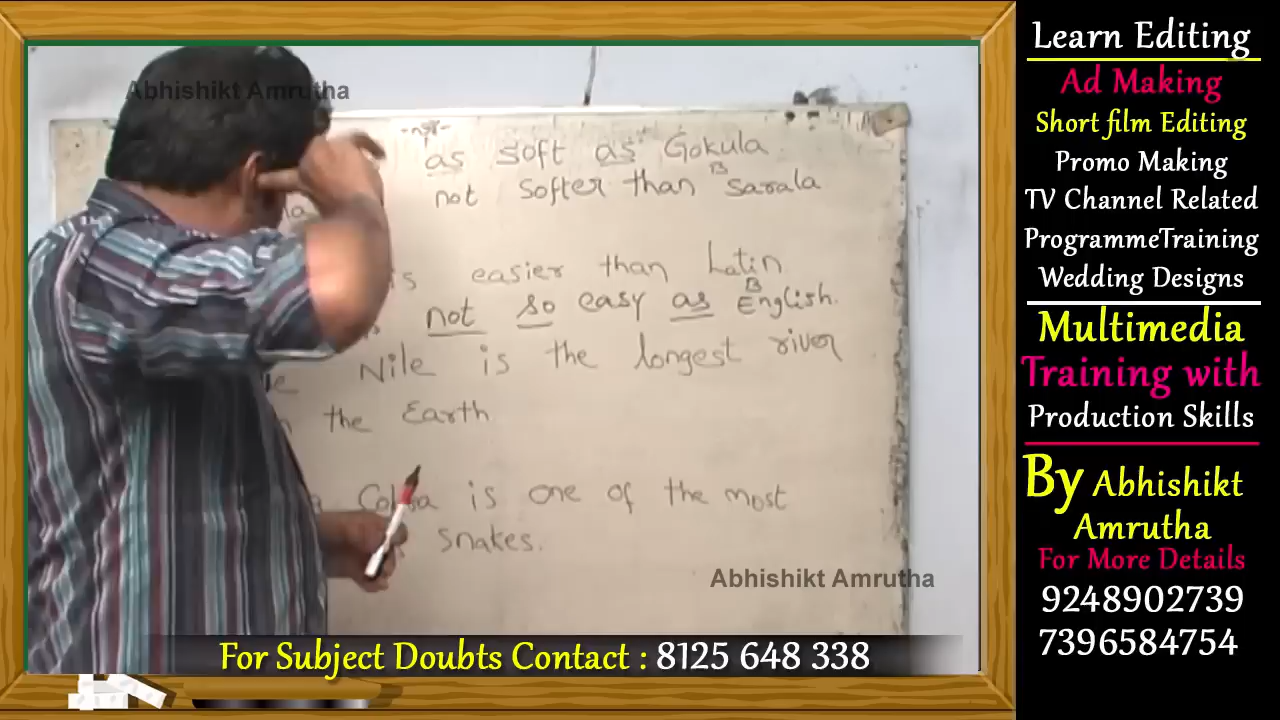 Abhishikt Amrutha
as soft as Gokula
not softer than Sarala
B
is easier than Latin
B
not so easy as English.
Nile is the longest river
the Earth
Cobra is one of the most
snakes.
Abhishikt Amrutha
For Subject Doubts Contact : 8125 648 338
Learn Editing
Ad Making
Short film Editing
Promo Making
TV Channel Related
ProgrammeTraining
Wedding Designs
Multimedia
Training with
Production Skills
By Abhishikt
Amrutha
For More Details
9248902739
7396584754